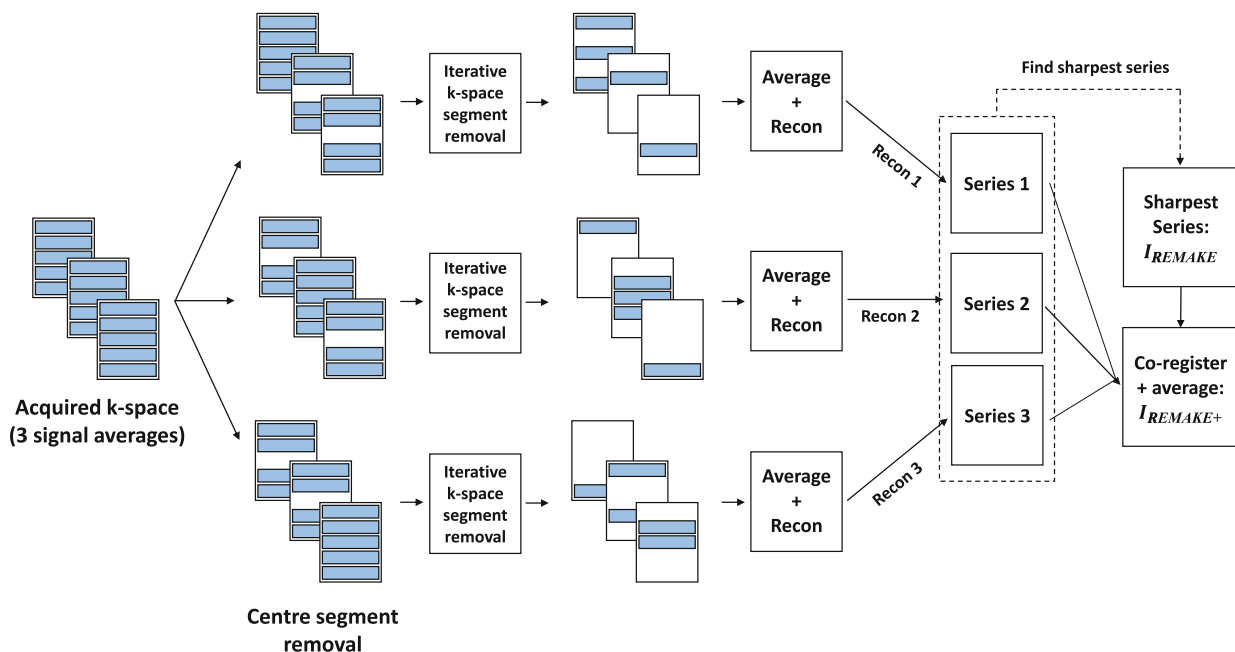 Iterative
k-space
segment
removal
Average
+
Recon
Recon 1
Find sharpest series
Series 1
Sharpest
Series:
I_REMAKE
Acquired k-space
(3 signal averages)
Iterative
k-space
segment
removal
Average
+
Recon
Recon 2
Series 2
Co-register
+ average:
I_REMAKE+
Iterative
k-space
segment
removal
Average
+
Recon
Recon 3
Series 3
Centre segment
removal